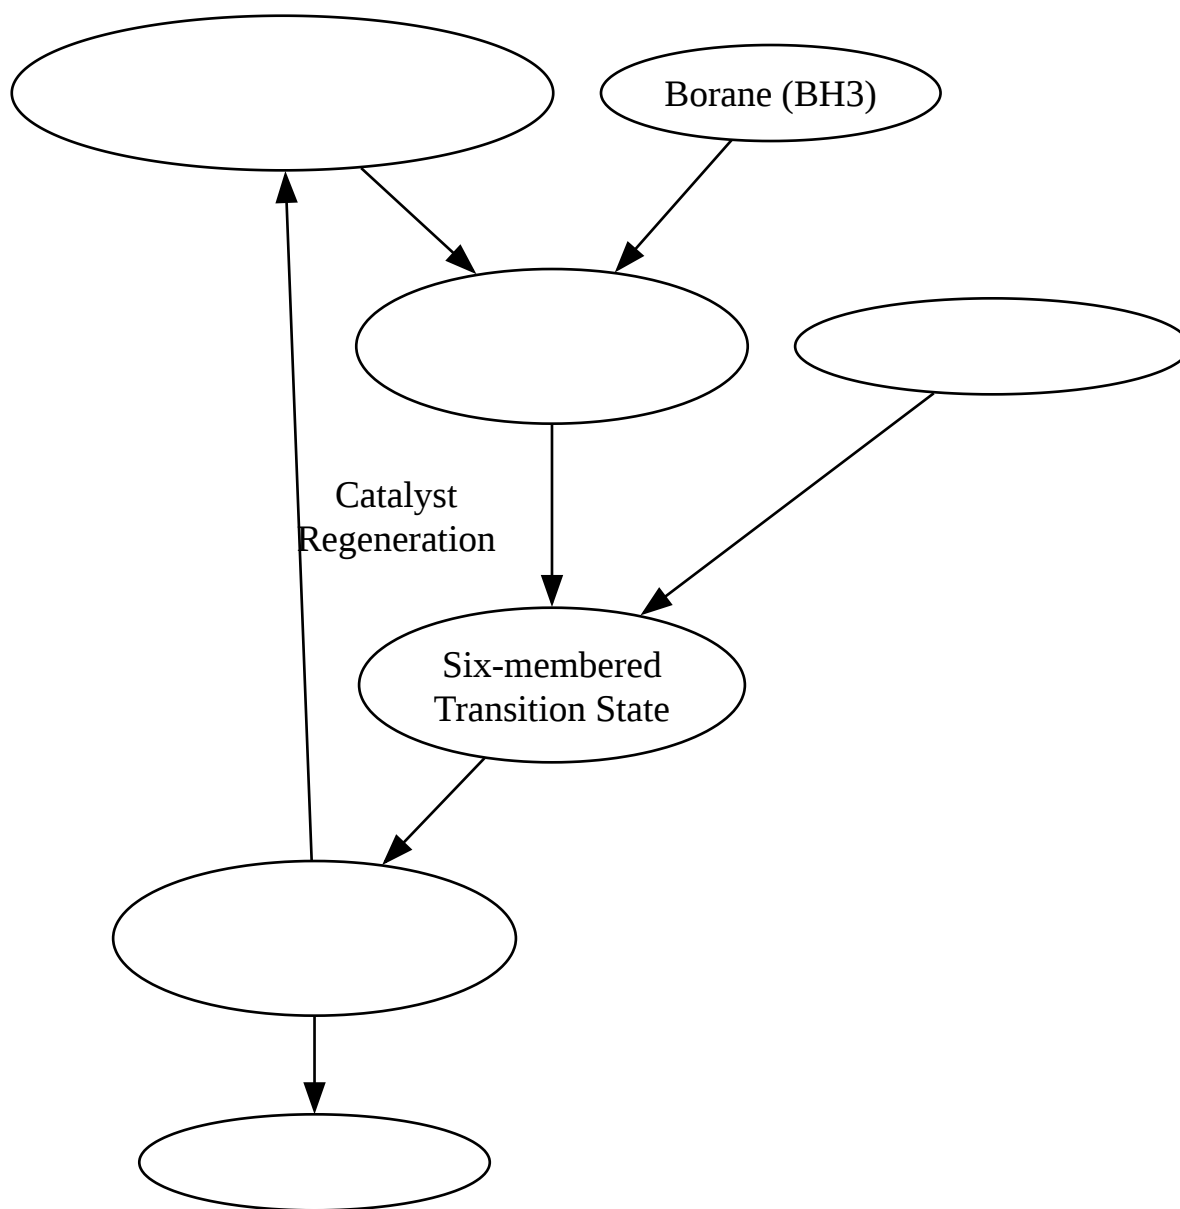 Borane (BH3)
Catalyst
Regeneration
Six-membered
Transition State